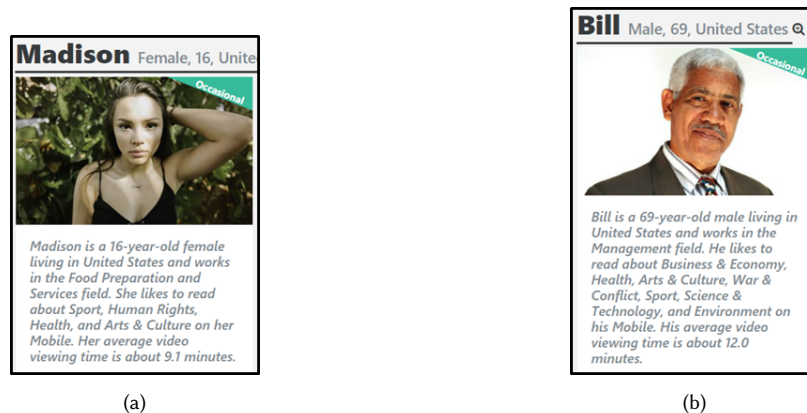 Madison Female, 16, Unite
Occasional
Madison is a 16-year-old female
living in United States and works
in the Food Preparation and
Services field. She likes to read
about Sport, Human Rights,
Health, and Arts & Culture on her
Mobile. Her average video
viewing time is about 9.1 minutes.
(a)
Bill Male, 69, United States
Occasional
Bill is a 69-year-old male living in
United States and works in the
Management field. He likes to
read about Business & Economy,
Health, Arts & Culture, War &
Conflict, Sport, Science &
Technology, and Environment on
his Mobile. His average video
viewing time is about 12.0
minutes.
(b)